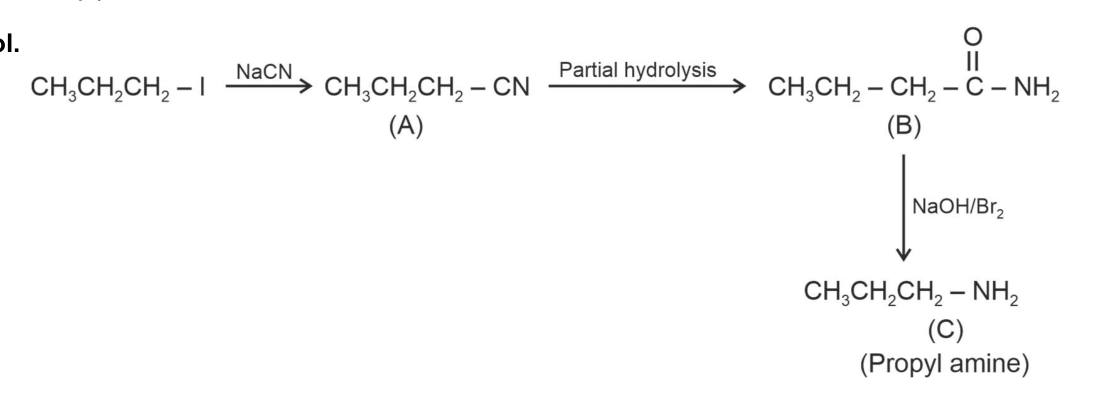 ol.
CH₃CH₂CH₂ – I NaCN CH₃CH₂CH₂ – CN Partial hydrolysis CH₃CH₂ – CH₂ – C – NH₂
O
(A) (B)
NaOH/Br₂
CH₃CH₂CH₂ – NH₂
(C)
(Propyl amine)